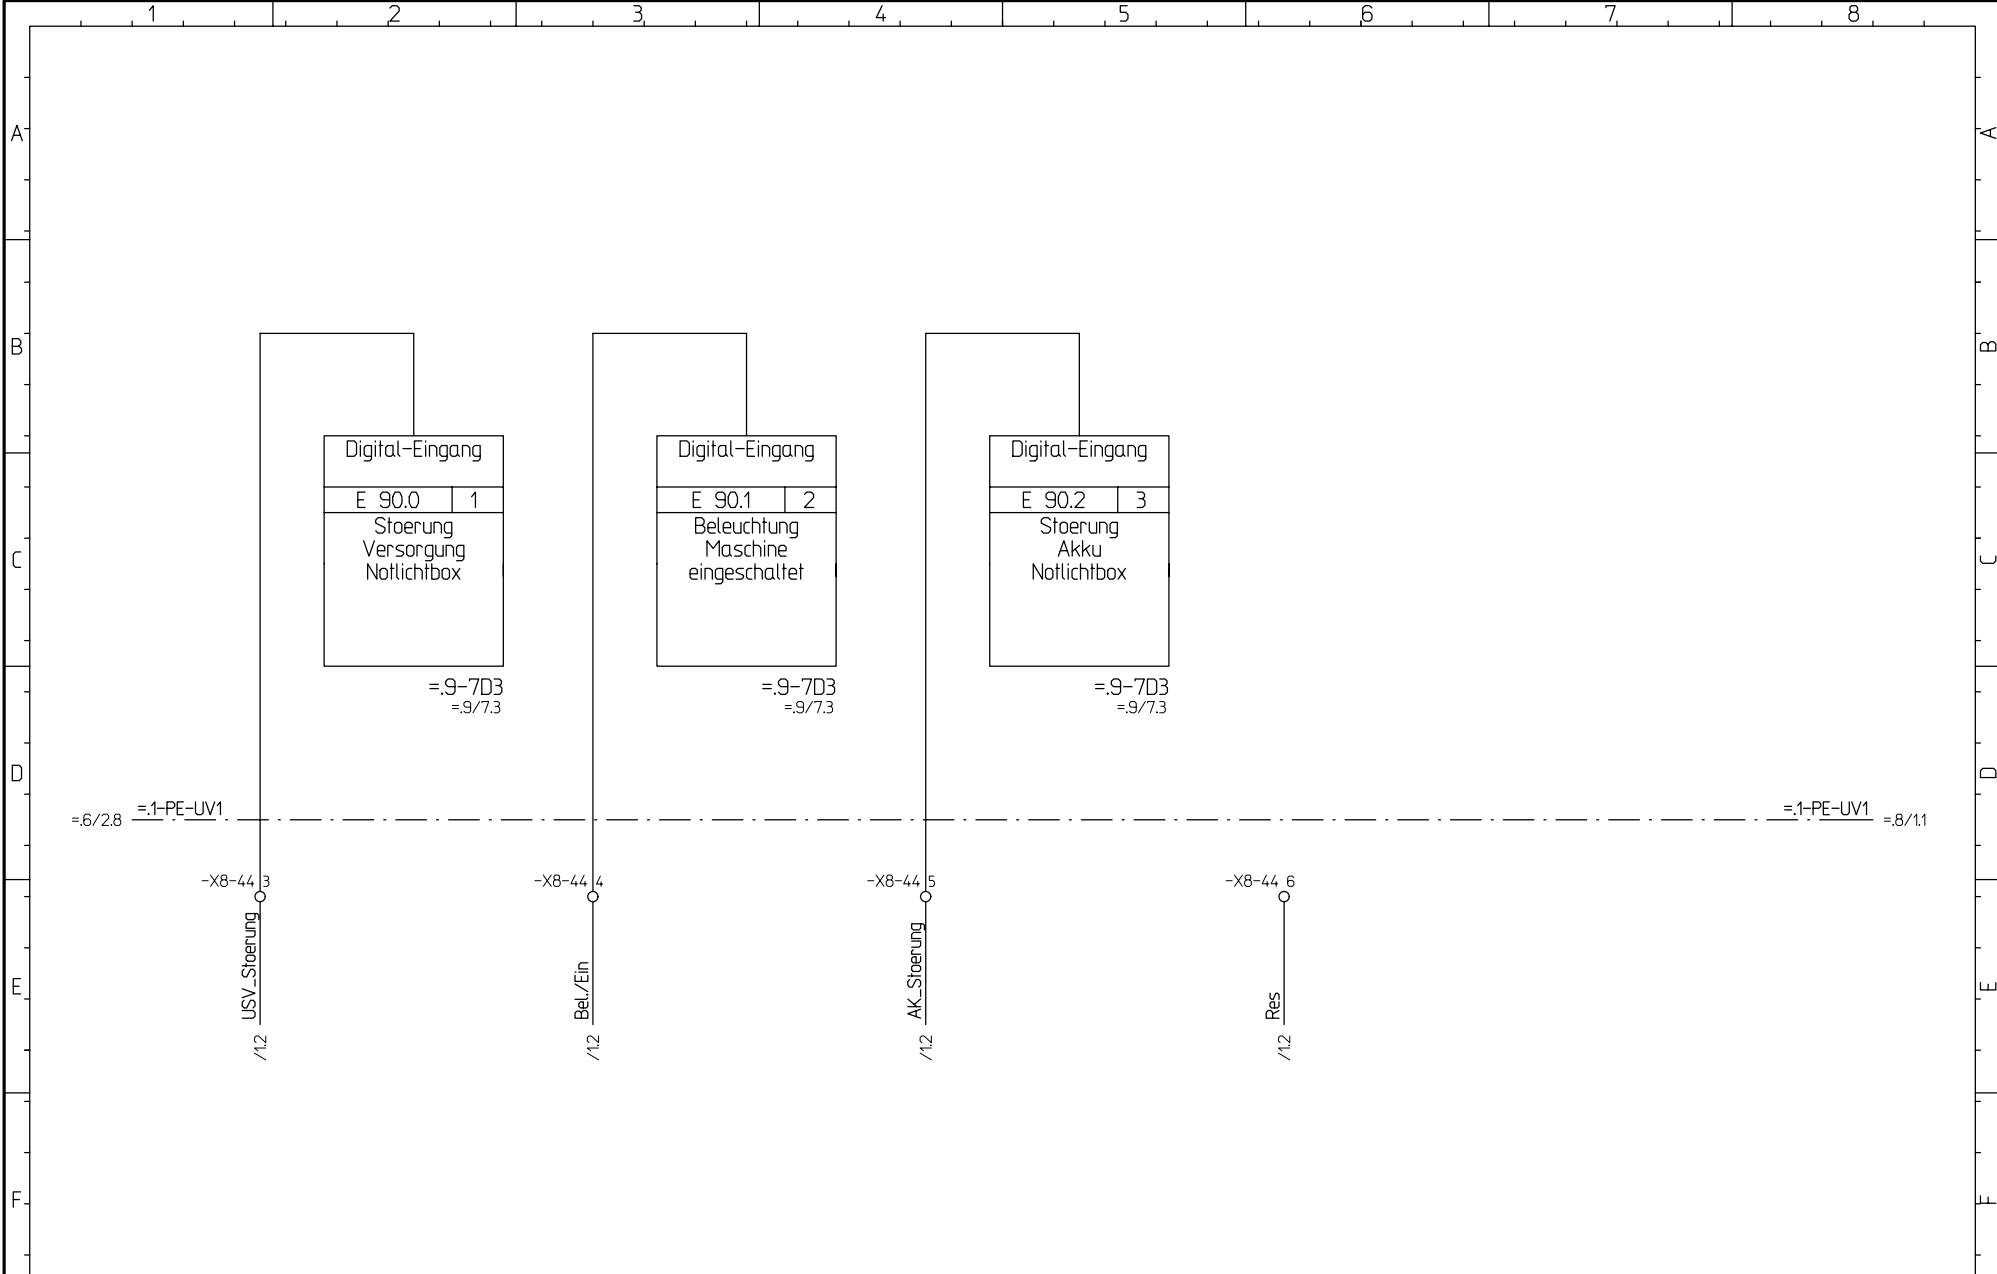 1 2 3 4 5 6 7 8
A A
B B
Digital-Eingang Digital-Eingang Digital-Eingang
E 90.0 1 E 90.1 2 E 90.2 3
Stoerung Beleuchtung Stoerung
Versorgung Maschine Akku
Notlichtbox eingeschaltet Notlichtbox
C C
=.9-7D3 =.9-7D3 =.9-7D3
=.9/7.3 =.9/7.3 =.9/7.3
D D
=.1-PE-UV1 =.1-PE-UV1
=.6/2.8 =.8/1.1
-X8-44 3 -X8-44 4 -X8-44 5 -X8-44 6
USV_Stoerung Bel./Ein AK_Stoerung Res
E E
/1.2 /1.2 /1.2 /1.2
F F